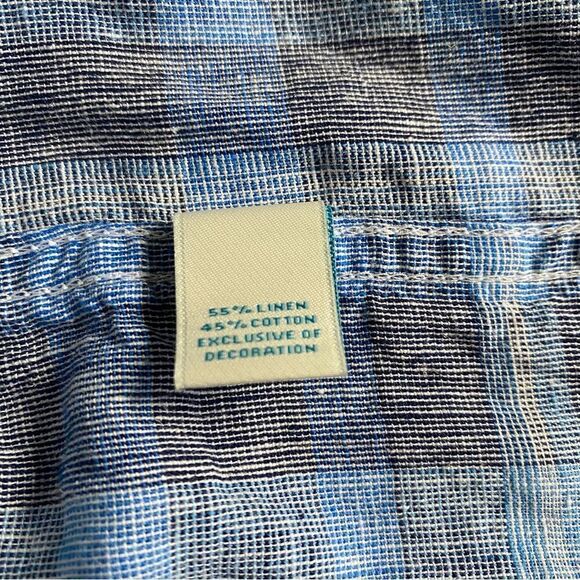 55% LINEN
45% COTTON
EXCLUSIVE OF
DECORATION